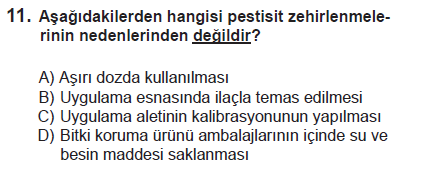 11. Aşağıdakilerden hangisi pestisit zehirlenmele-
rinin nedenlerinden değildir?
A) Aşırı dozda kullanılması
B) Uygulama esnasında ilaçla temas edilmesi
C) Uygulama aletinin kalibrasyonunun yapılması
D) Bitki koruma ürünü ambalajlarının içinde su ve
besin maddesi saklanması